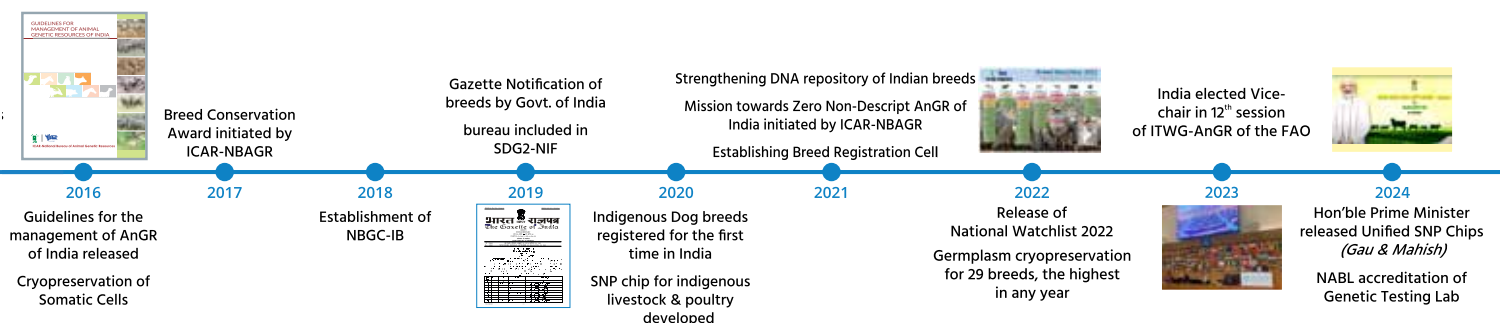 GUIDELINES FOR
MANAGEMENT OF ANIMAL
GENETIC RESOURCES OF INDIA
ICAR-National Bureau of Animal Genetic Resources
;
2016
Guidelines for the
management of AnGR
of India released
Cryopreservation of
Somatic Cells
Breed Conservation
Award initiated by
ICAR-NBAGR
2017
2018
Establishment of
NBGC-IB
Gazette Notification of
breeds by Govt. of India
bureau included in
SDG2-NIF
2019
भारत का राजपत्र
The Gazette of India
2020
Indigenous Dog breeds
registered for the first
time in India
SNP chip for indigenous
livestock & poultry
developed
Strengthening DNA repository of Indian breeds
Mission towards Zero Non-Descript AnGR of
India initiated by ICAR-NBAGR
Establishing Breed Registration Cell
2021
2022
Release of
National Watchlist 2022
Germplasm cryopreservation
for 29 breeds, the highest
in any year
India elected Vice-
chair in 12th session
of ITWG-AnGR of the FAO
2023
2024
Hon’ble Prime Minister
released Unified SNP Chips
(Gau & Mahish)
NABL accreditation of
Genetic Testing Lab